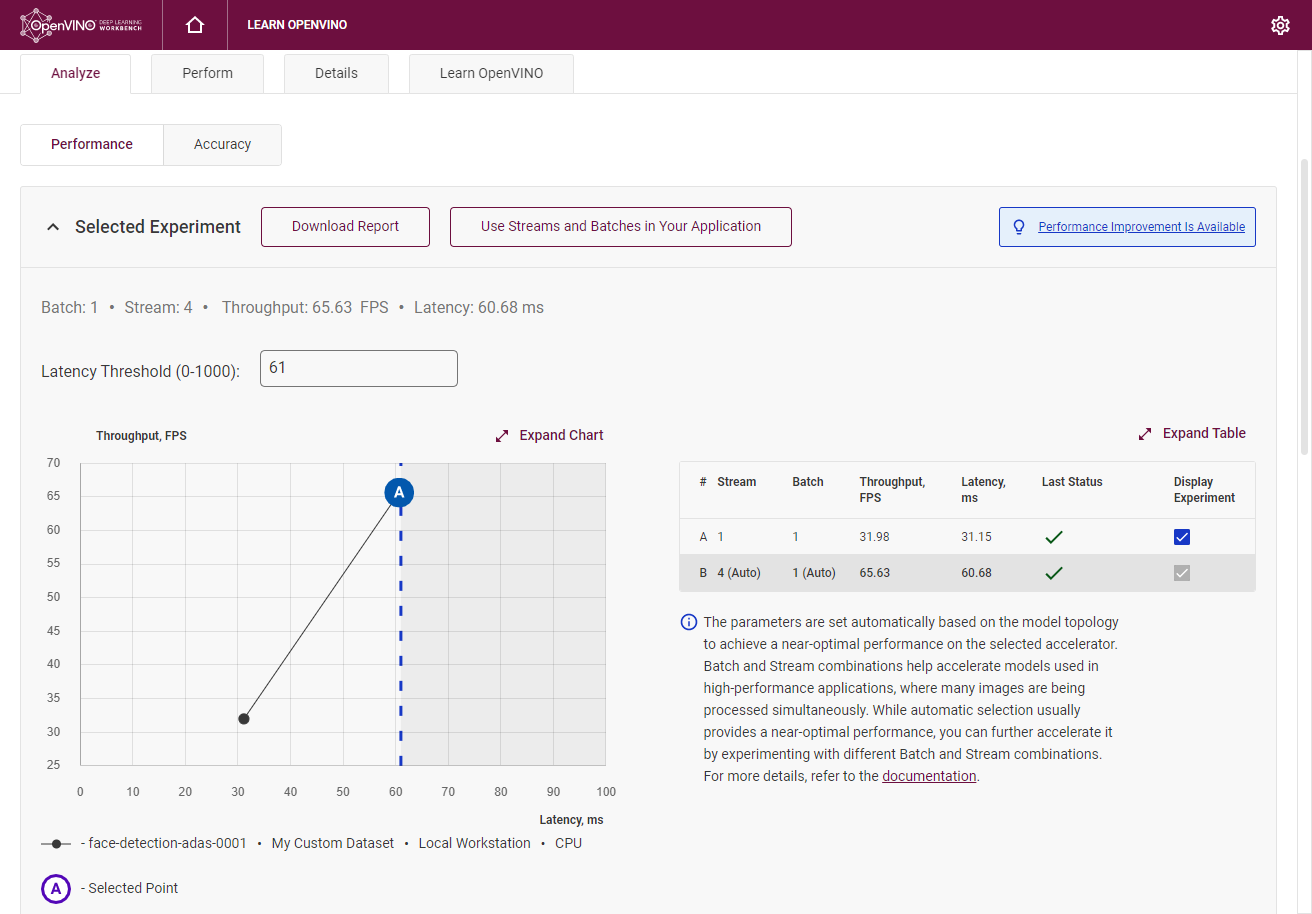 OpenVINO DEEP LEARNING WORKBENCH
LEARN OPENVINO
Analyze Perform Details Learn OpenVINO
Performance Accuracy
Selected Experiment Download Report Use Streams and Batches in Your Application Performance Improvement Is Available
Batch: 1 • Stream: 4 • Throughput: 65.63 FPS • Latency: 60.68 ms
Latency Threshold (0-1000): 61
Throughput, FPS Expand Chart
70
65
A
60
55
50
45
40
35
30
25
0 10 20 30 40 50 60 70 80 90 100
Latency, ms
- face-detection-adas-0001 • My Custom Dataset • Local Workstation • CPU
A - Selected Point
Expand Table
# Stream Batch Throughput, FPS Latency, ms Last Status Display Experiment
A 1 1 31.98 31.15
B 4 (Auto) 1 (Auto) 65.63 60.68
The parameters are set automatically based on the model topology
to achieve a near-optimal performance on the selected accelerator.
Batch and Stream combinations help accelerate models used in
high-performance applications, where many images are being
processed simultaneously. While automatic selection usually
provides a near-optimal performance, you can further accelerate it
by experimenting with different Batch and Stream combinations.
For more details, refer to the documentation.